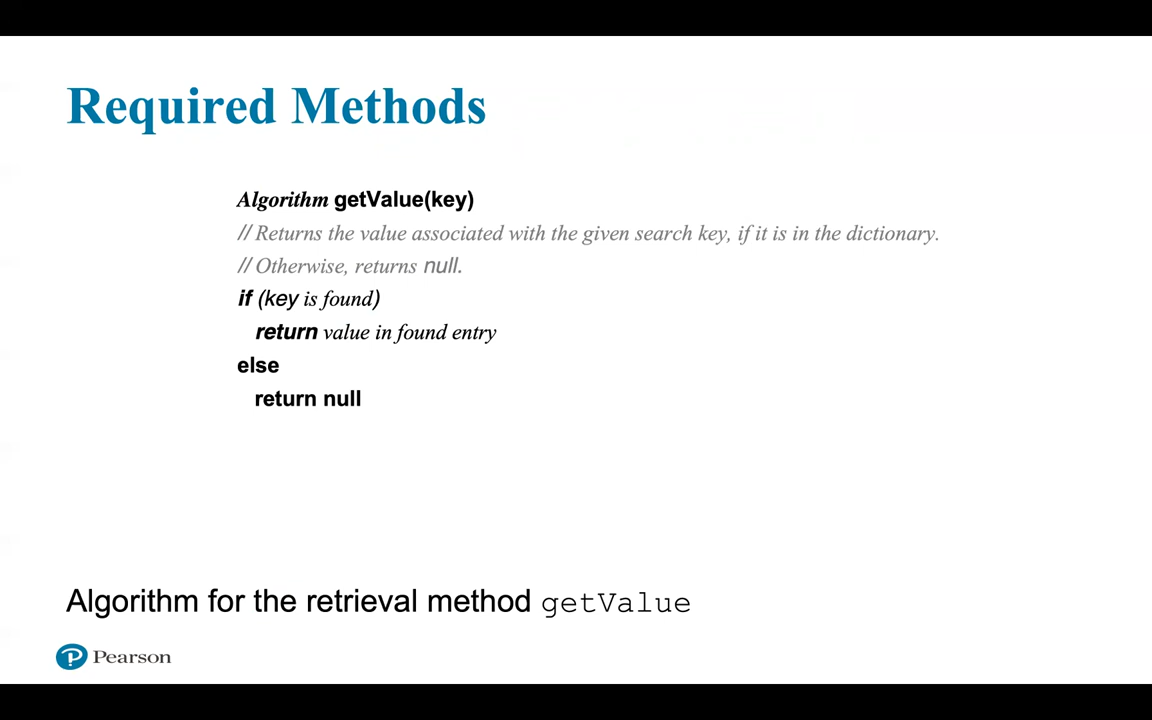 Required Methods
Algorithm getValue(key)
// Returns the value associated with the given search key, if it is in the dictionary.
// Otherwise, returns null.
if (key is found)
return value in found entry
else
return null
Algorithm for the retrieval method getValue
Pearson